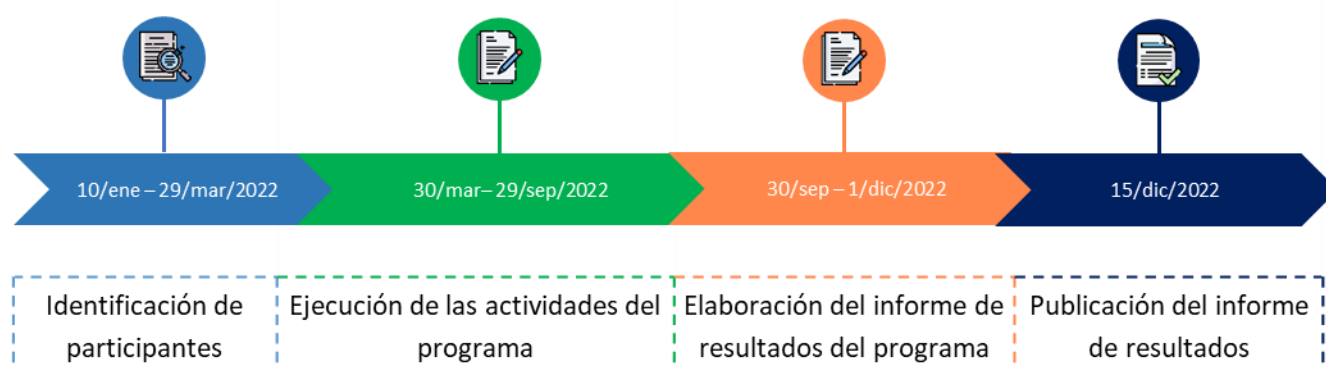 10/ene – 29/mar/2022
30/mar– 29/sep/2022
30/sep – 1/dic/2022
15/dic/2022
Identificación de
participantes
Ejecución de las actividades del
programa
Elaboración del informe de
resultados del programa
Publicación del informe
de resultados